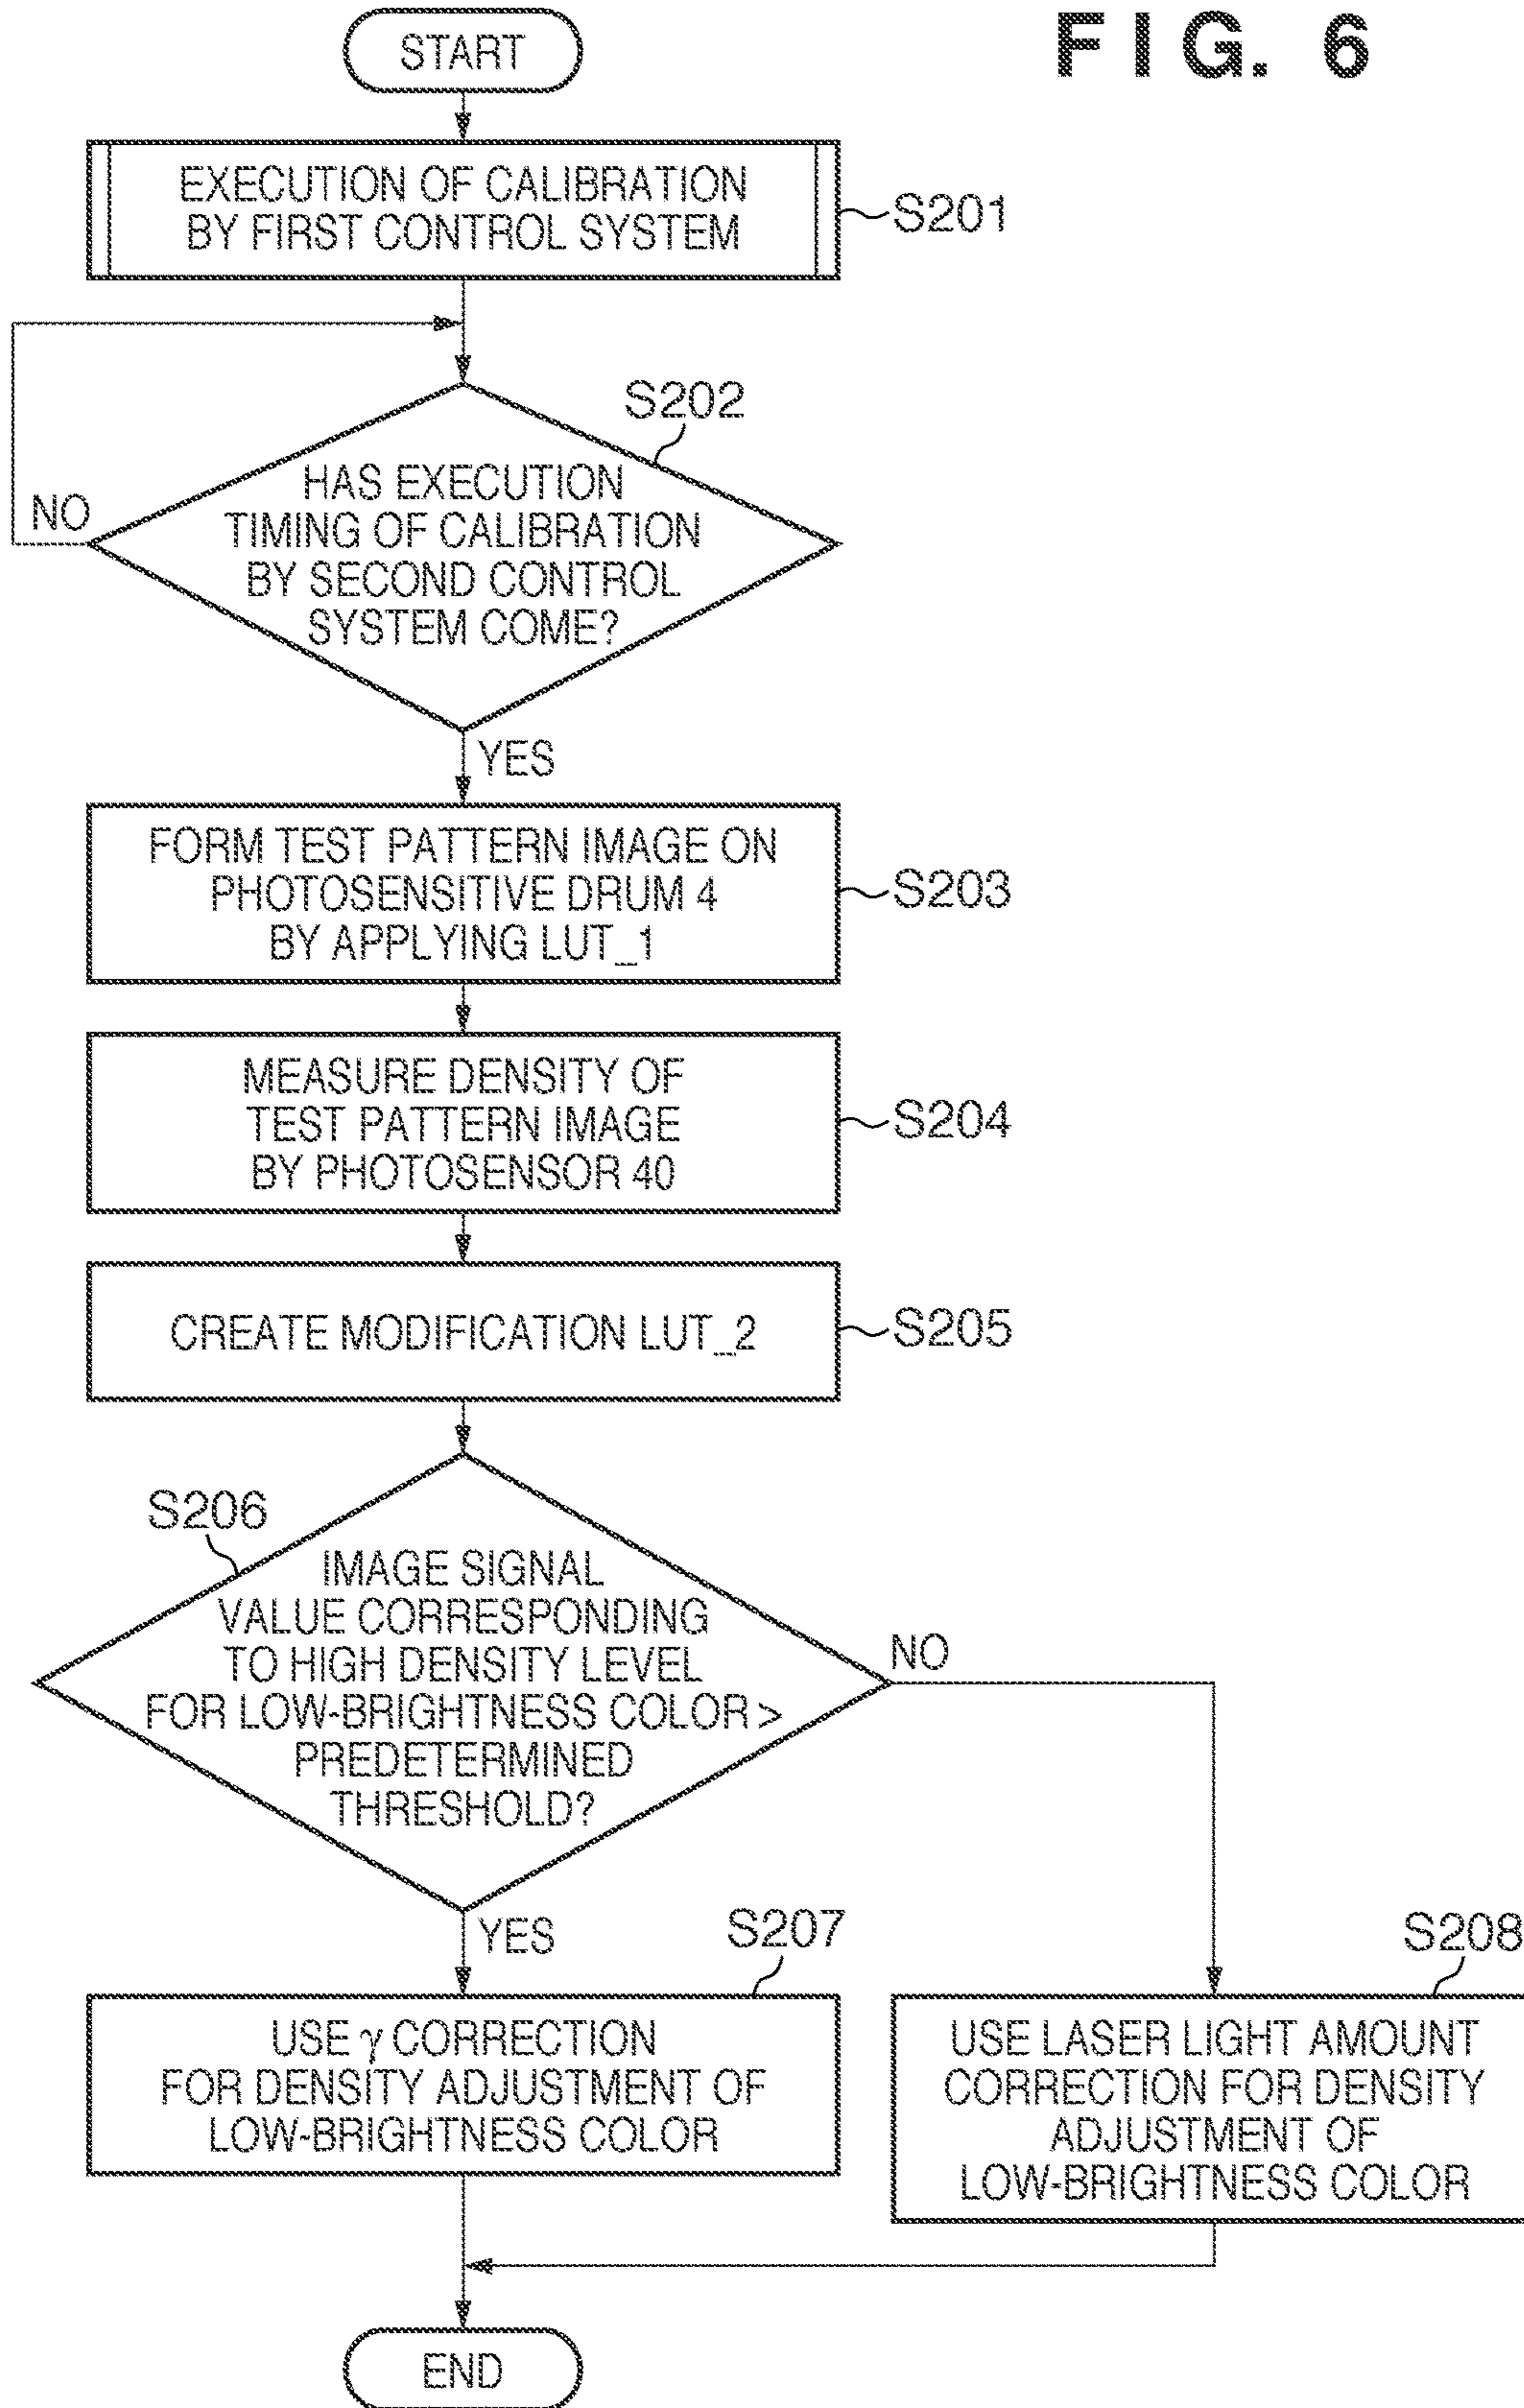 FIG. 6
START
EXECUTION OF CALIBRATION
BY FIRST CONTROL SYSTEM
S201
S202
HAS EXECUTION
TIMING OF CALIBRATION
BY SECOND CONTROL
SYSTEM COME?
NO
YES
FORM TEST PATTERN IMAGE ON
PHOTOSENSITIVE DRUM 4
BY APPLYING LUT_1
S203
MEASURE DENSITY OF
TEST PATTERN IMAGE
BY PHOTOSENSOR 40
S204
CREATE MODIFICATION LUT_2
S205
S206
IMAGE SIGNAL
VALUE CORRESPONDING
TO HIGH DENSITY LEVEL
FOR LOW-BRIGHTNESS COLOR >
PREDETERMINED
THRESHOLD?
NO
YES
S207
USE γ CORRECTION
FOR DENSITY ADJUSTMENT OF
LOW-BRIGHTNESS COLOR
S208
USE LASER LIGHT AMOUNT
CORRECTION FOR DENSITY
ADJUSTMENT OF
LOW-BRIGHTNESS COLOR
END